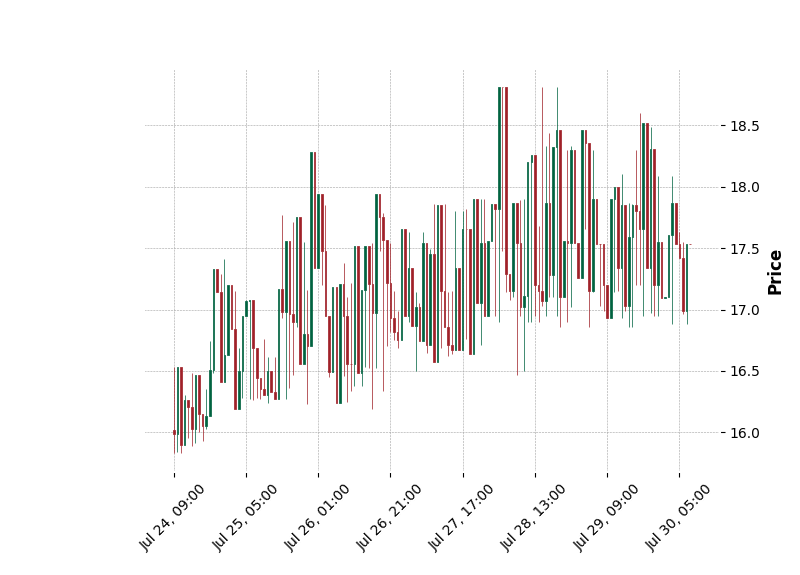 18.5
18.0
17.5
17.0
16.5
16.0
Price
Jul 24, 09:00
Jul 25, 05:00
Jul 26, 01:00
Jul 26, 21:00
Jul 27, 17:00
Jul 28, 13:00
Jul 29, 09:00
Jul 30, 05:00